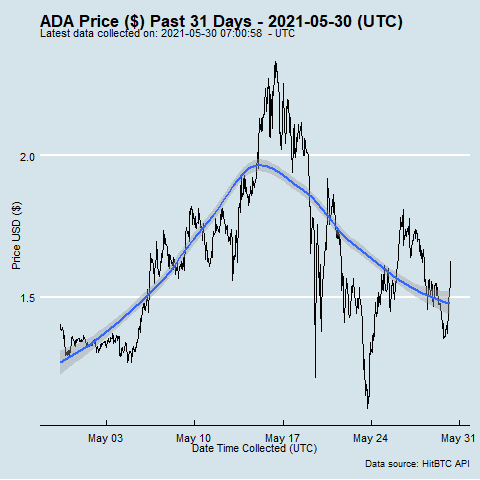 ADA Price ($) Past 31 Days - 2021-05-30 (UTC)
Latest data collected on: 2021-05-30 07:00:58 - UTC
2.0
1.5
Price USD ($)
May 03 May 10 May 17 May 24 May 31
Date Time Collected (UTC)
Data source: HitBTC API